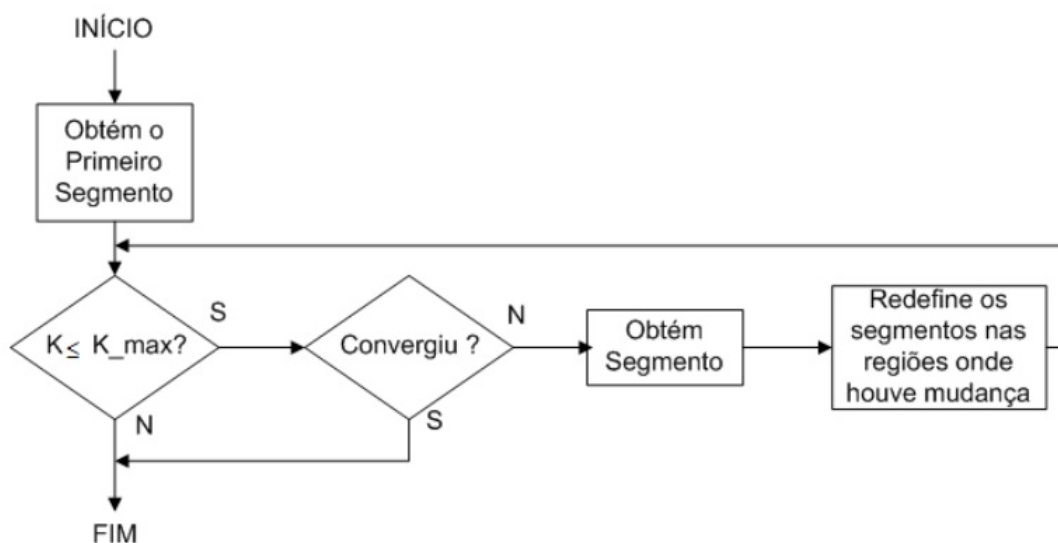 INÍCIO
Obtém o
Primeiro
Segmento
K ≤ K_max?
S
N
Convergiu ?
N
S
Obtém
Segmento
Redefine os
segmentos nas
regiões onde
houve mudança
FIM